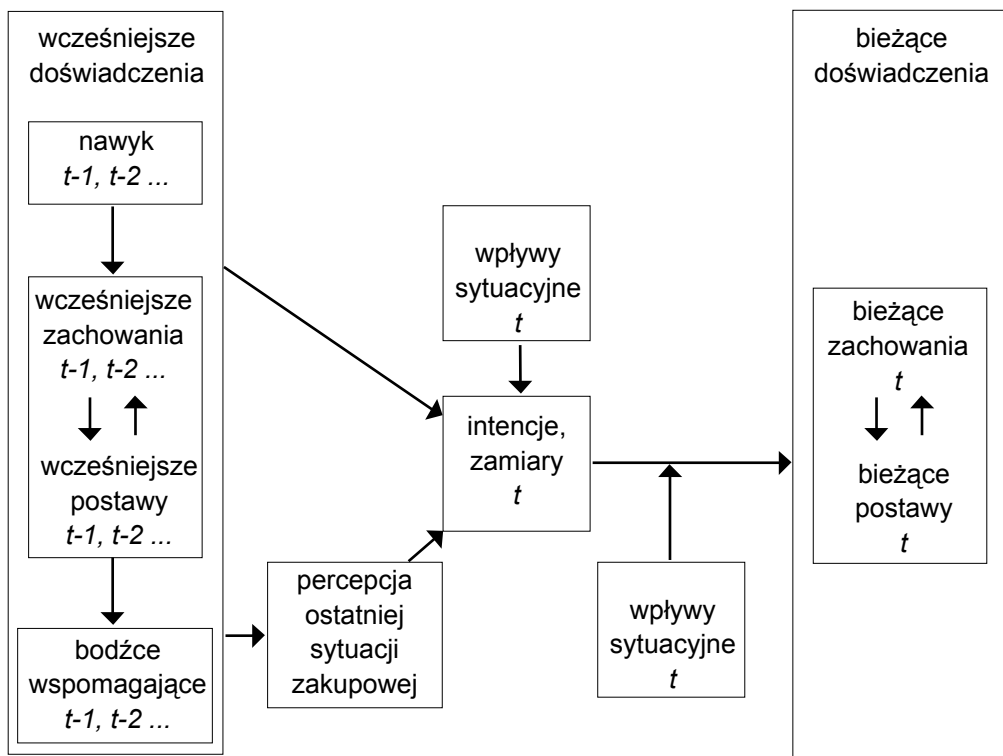 wcześniejsze
doświadczenia
nawyk
t-1, t-2 ...
wcześniejsze
zachowania
t-1, t-2 ...
wcześniejsze
postawy
t-1, t-2 ...
bodźce
wspomagające
t-1, t-2 ...
percepcja
ostatniej
sytuacji
zakupowej
wpływy
sytuacyjne
t
intencje,
zamiary
t
wpływy
sytuacyjne
t
bieżące
doświadczenia
bieżące
zachowania
t
bieżące
postawy
t